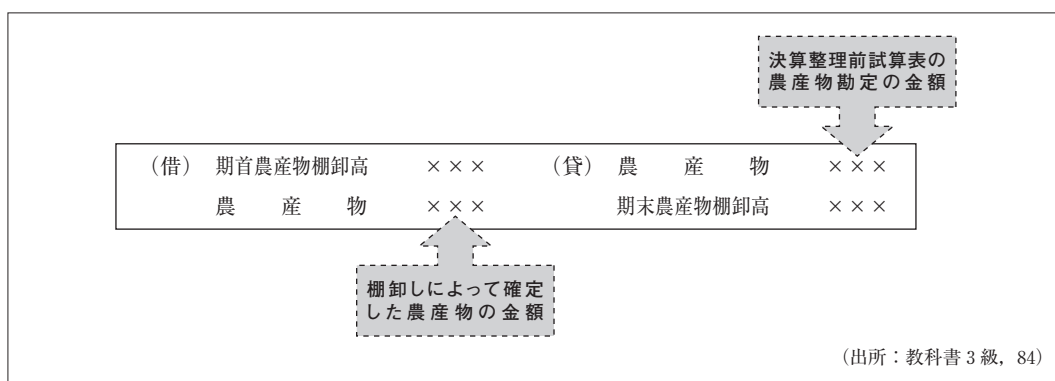 決算整理前試算表の
農産物勘定の金額
（借） 期首農産物棚卸高 ××× （貸） 農産物 ×××
農産物 ××× 期末農産物棚卸高 ×××
棚卸しによって確定
した農産物の金額
（出所：教科書３級，84）